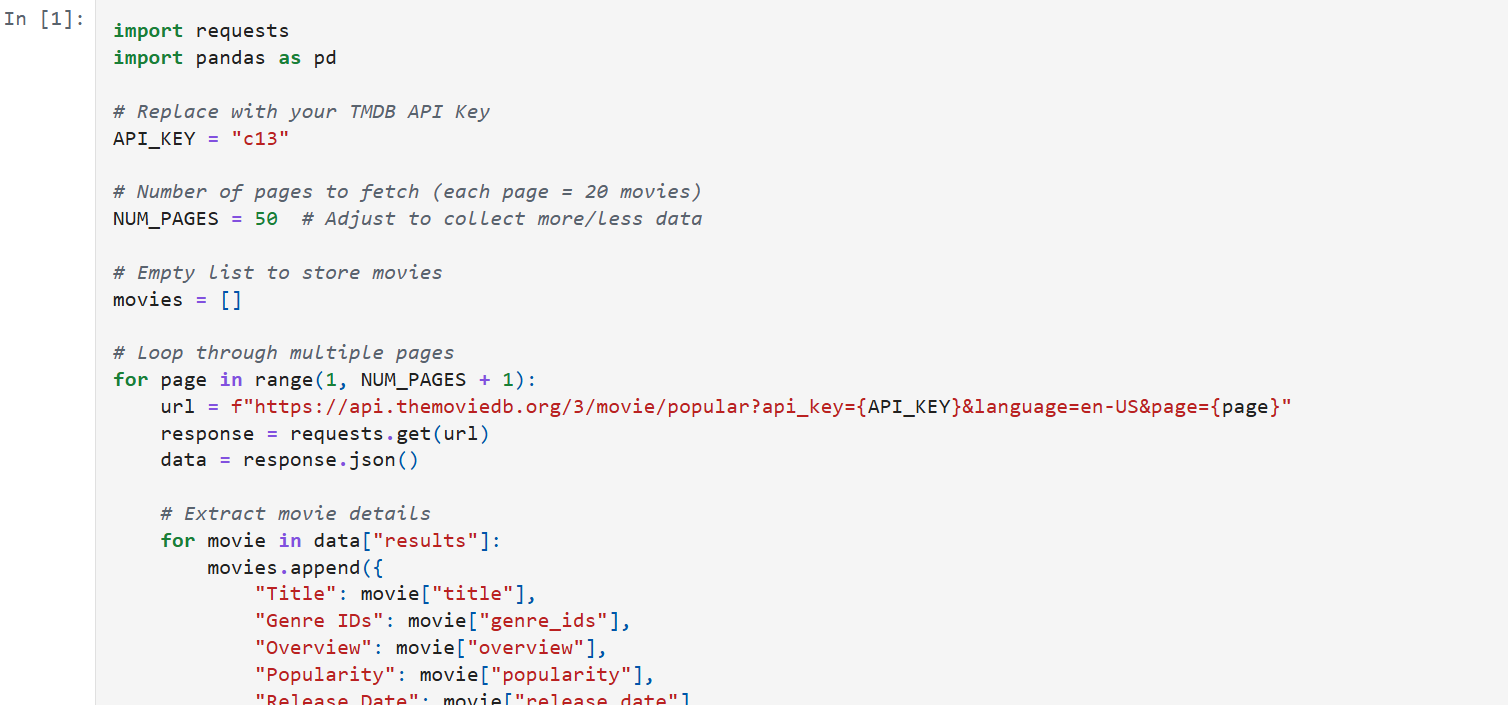 In [1]:
import requests
import pandas as pd
# Replace with your TMDB API Key
API_KEY = "c13"
# Number of pages to fetch (each page = 20 movies)
NUM_PAGES = 50  # Adjust to collect more/less data
# Empty list to store movies
movies = []
# Loop through multiple pages
for page in range(1, NUM_PAGES + 1):
    url = f"https://api.themoviedb.org/3/movie/popular?api_key={API_KEY}&language=en-US&page={page}"
    response = requests.get(url)
    data = response.json()
    # Extract movie details
    for movie in data["results"]:
        movies.append({
            "Title": movie["title"],
            "Genre IDs": movie["genre_ids"],
            "Overview": movie["overview"],
            "Popularity": movie["popularity"],
            "Release Date": movie["release_date"]